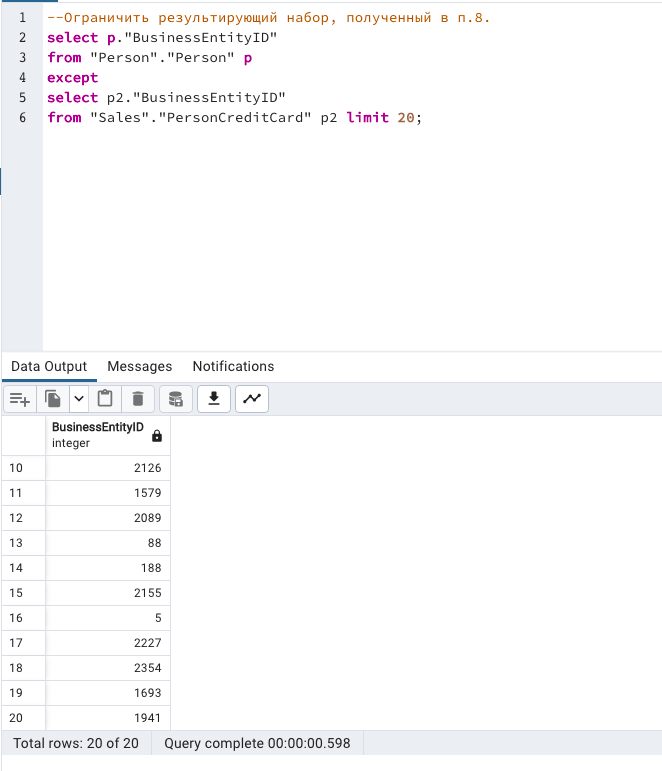 1 --Ограничить результирующий набор, полученный в п.8.
2 select p."BusinessEntityID"
3 from "Person"."Person" p
4 except
5 select p2."BusinessEntityID"
6 from "Sales"."PersonCreditCard" p2 limit 20;
Data Output Messages Notifications
BusinessEntityID
integer
10 2126
11 1579
12 2089
13 88
14 188
15 2155
16 5
17 2227
18 2354
19 1693
20 1941
Total rows: 20 of 20 Query complete 00:00:00.598